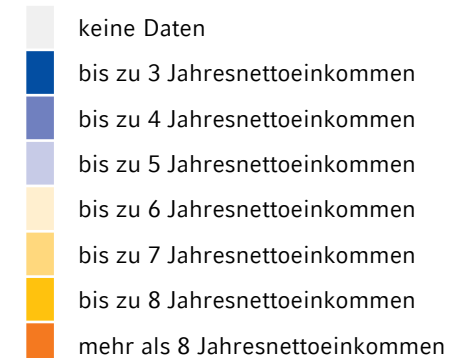 keine Daten
bis zu 3 Jahresnettoeinkommen
bis zu 4 Jahresnettoeinkommen
bis zu 5 Jahresnettoeinkommen
bis zu 6 Jahresnettoeinkommen
bis zu 7 Jahresnettoeinkommen
bis zu 8 Jahresnettoeinkommen
mehr als 8 Jahresnettoeinkommen